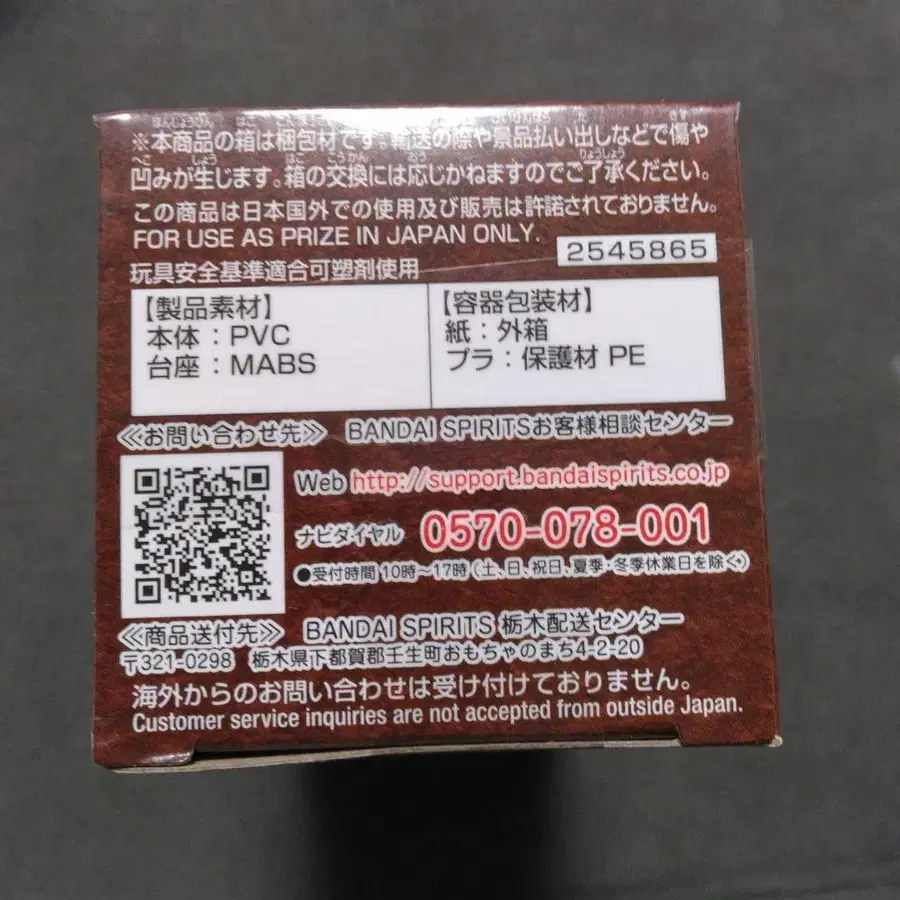 ※本商品の箱は梱包材です。輸送の際や景品払い出しなどで傷や
凹みが生じます。箱の交換には応じかねますのでご了承ください。
この商品は日本国外での使用及び販売は許諾されておりません。
FOR USE AS PRIZE IN JAPAN ONLY.
2545865
玩具安全基準適合可塑剤使用
【製品素材】
本体：PVC
台座：MABS
【容器包装材】
紙：外箱
プラ：保護材 PE
≪お問い合わせ先≫ BANDAI SPIRITSお客様相談センター
Web http://support.bandaispirits.co.jp
ナビダイヤル 0570-078-001
●受付時間 10時～17時（土、日、祝日、夏季・冬季休業日を除く）
≪商品送付先≫ BANDAI SPIRITS 栃木配送センター
〒321-0298 栃木県下都賀郡壬生町おもちゃのまち4-2-20
海外からのお問い合わせは受け付けておりません。
Customer service inquiries are not accepted from outside Japan.